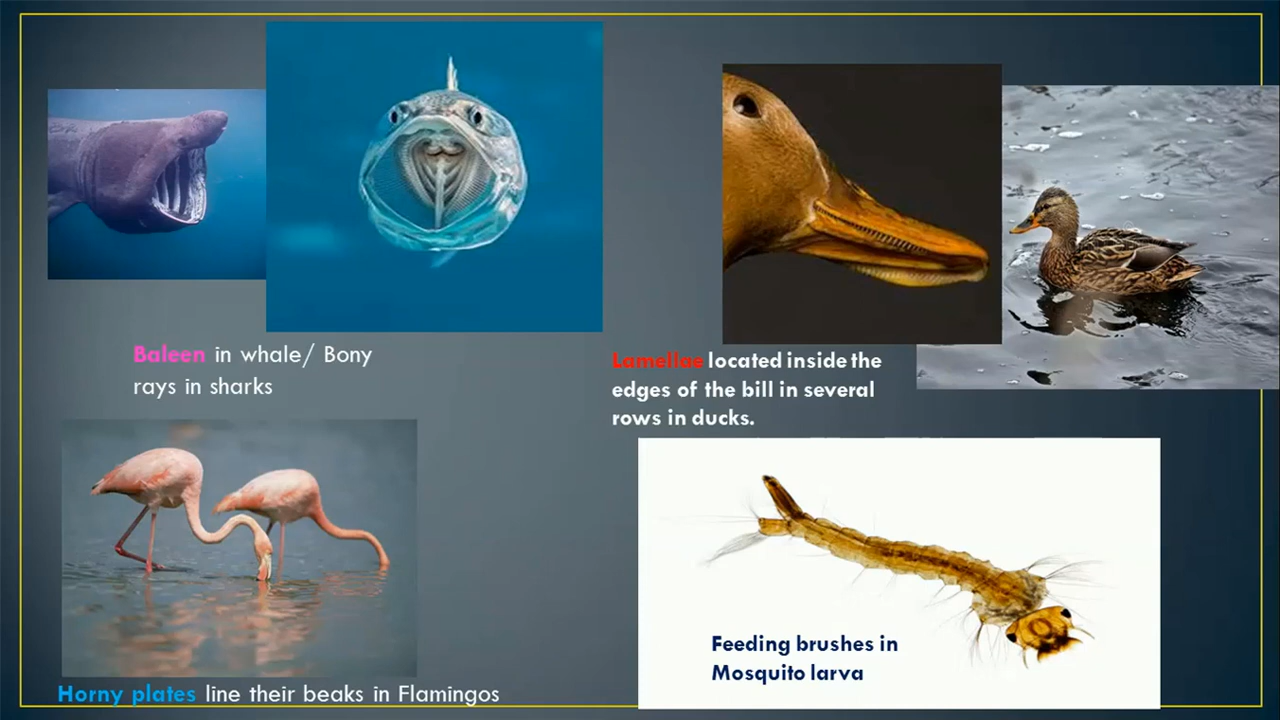 Baleen in whale/ Bony
rays in sharks
Lamellae located inside the
edges of the bill in several
rows in ducks.
Feeding brushes in
Mosquito larva
Horny plates line their beaks in Flamingos